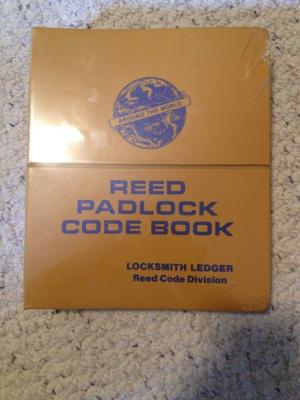 AROUND THE WORLD
REED
PADLOCK
CODE BOOK
LOCKSMITH LEDGER
Reed Code Division